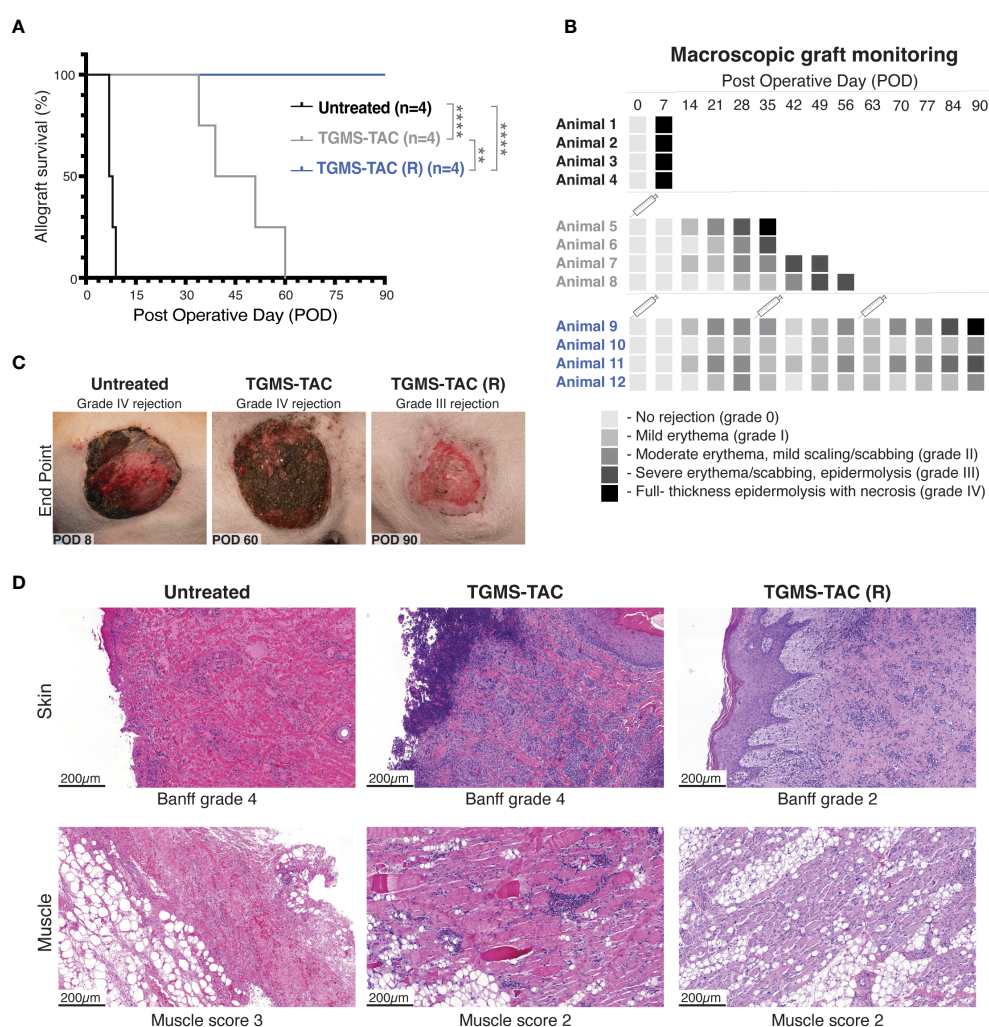 A
Allograft survival (%)
100
50
0
0 15 30 45 60 75 90
Post Operative Day (POD)
Untreated (n=4)
TGMS-TAC (n=4)
TGMS-TAC (R) (n=4)
****
**
****
B
Macroscopic graft monitoring
Post Operative Day (POD)
0 7 14 21 28 35 42 49 56 63 70 77 84 90
Animal 1
Animal 2
Animal 3
Animal 4
Animal 5
Animal 6
Animal 7
Animal 8
Animal 9
Animal 10
Animal 11
Animal 12
- No rejection (grade 0)
- Mild erythema (grade I)
- Moderate erythema, mild scaling/scabbing (grade II)
- Severe erythema/scabbing, epidermolysis (grade III)
- Full- thickness epidermolysis with necrosis (grade IV)
C
Untreated TGMS-TAC TGMS-TAC (R)
Grade IV rejection Grade IV rejection Grade III rejection
End Point
POD 8 POD 60 POD 90
D
Untreated TGMS-TAC TGMS-TAC (R)
Skin
200µm 200µm 200µm
Banff grade 4 Banff grade 4 Banff grade 2
Muscle
200µm 200µm 200µm
Muscle score 3 Muscle score 2 Muscle score 2